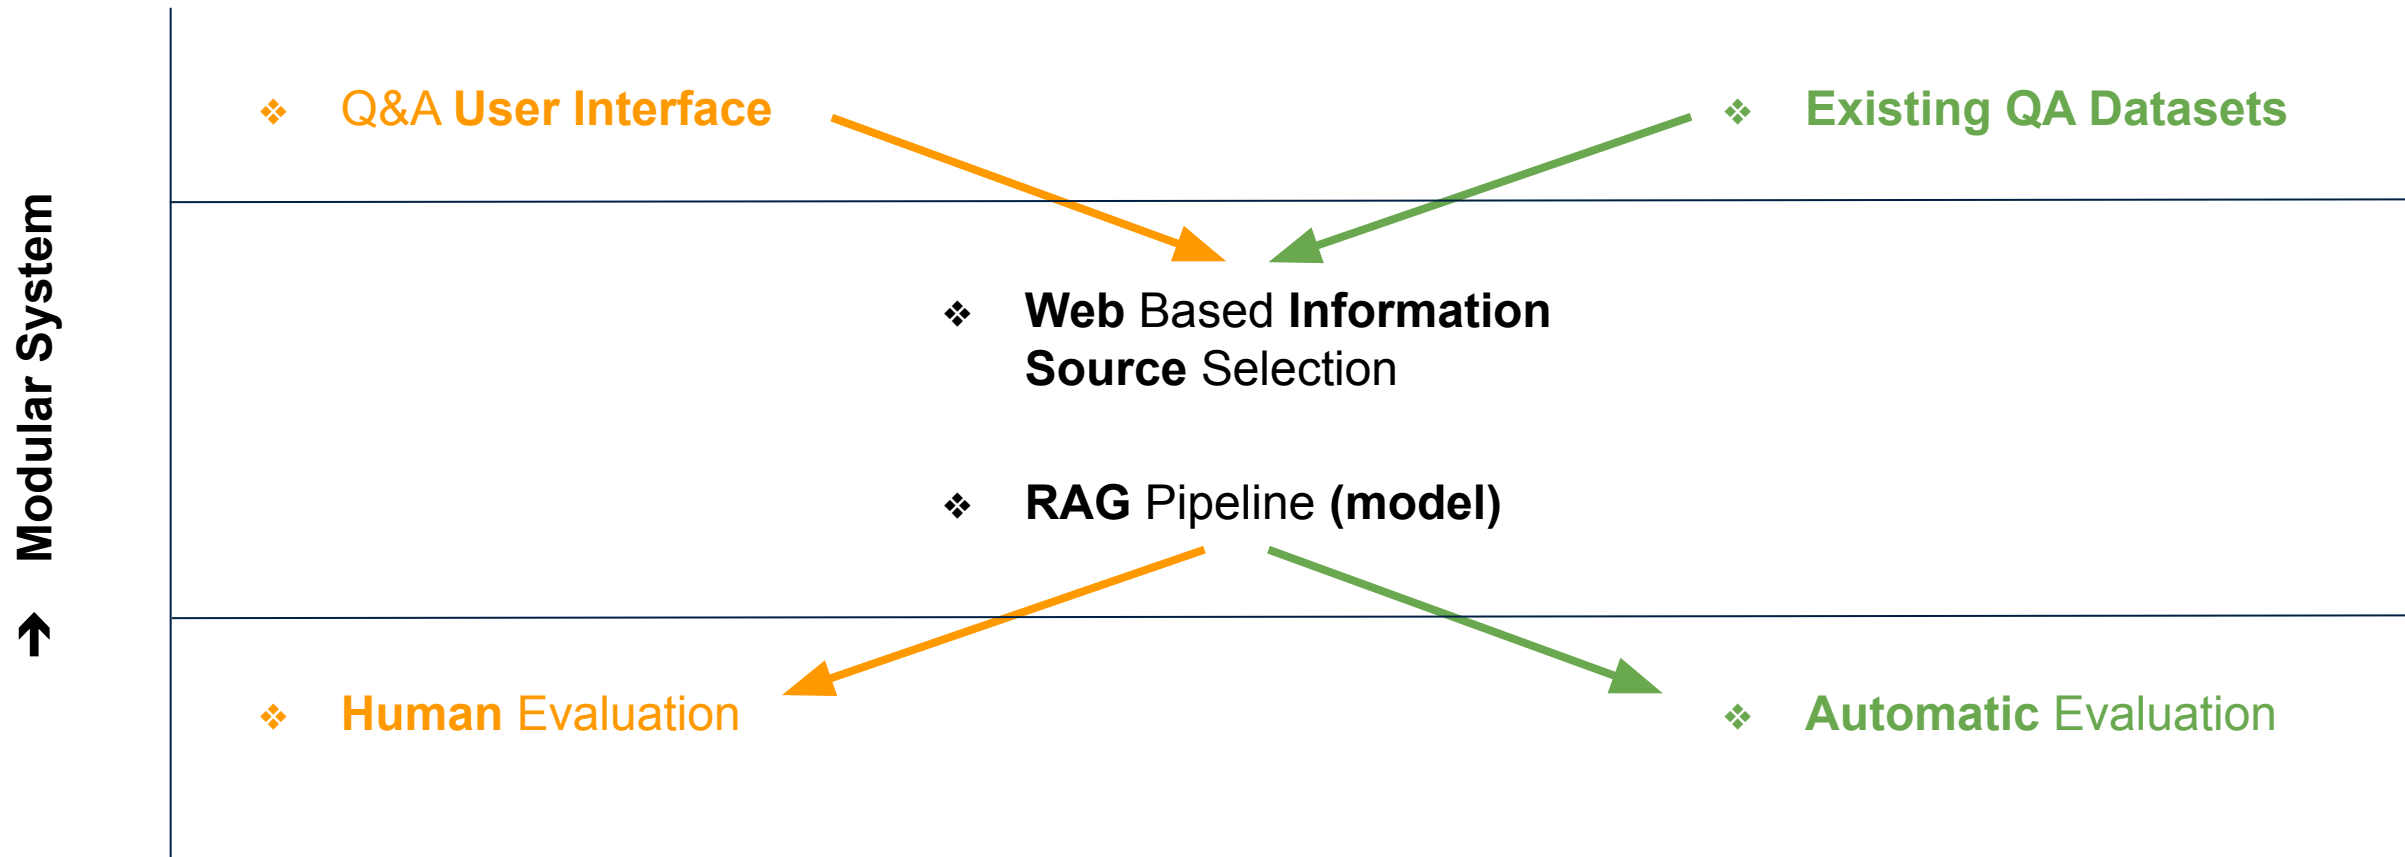 Modular System
Q&A User Interface
Existing QA Datasets
Web Based Information
Source Selection
RAG Pipeline (model)
Human Evaluation
Automatic Evaluation